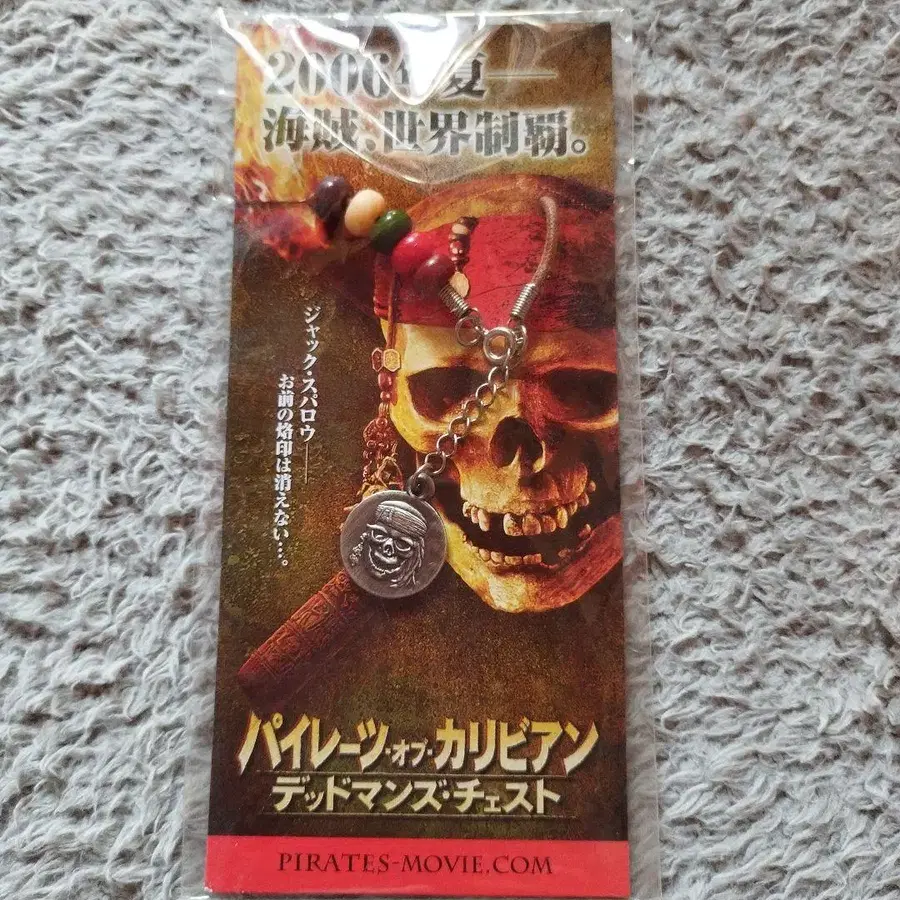 2006年夏――
海賊、世界制覇。
ジャック・スパロウ――
お前の烙印は消えない…。
パイレーツ・オブ・カリビアン
デッドマンズ・チェスト
PIRATES-MOVIE.COM